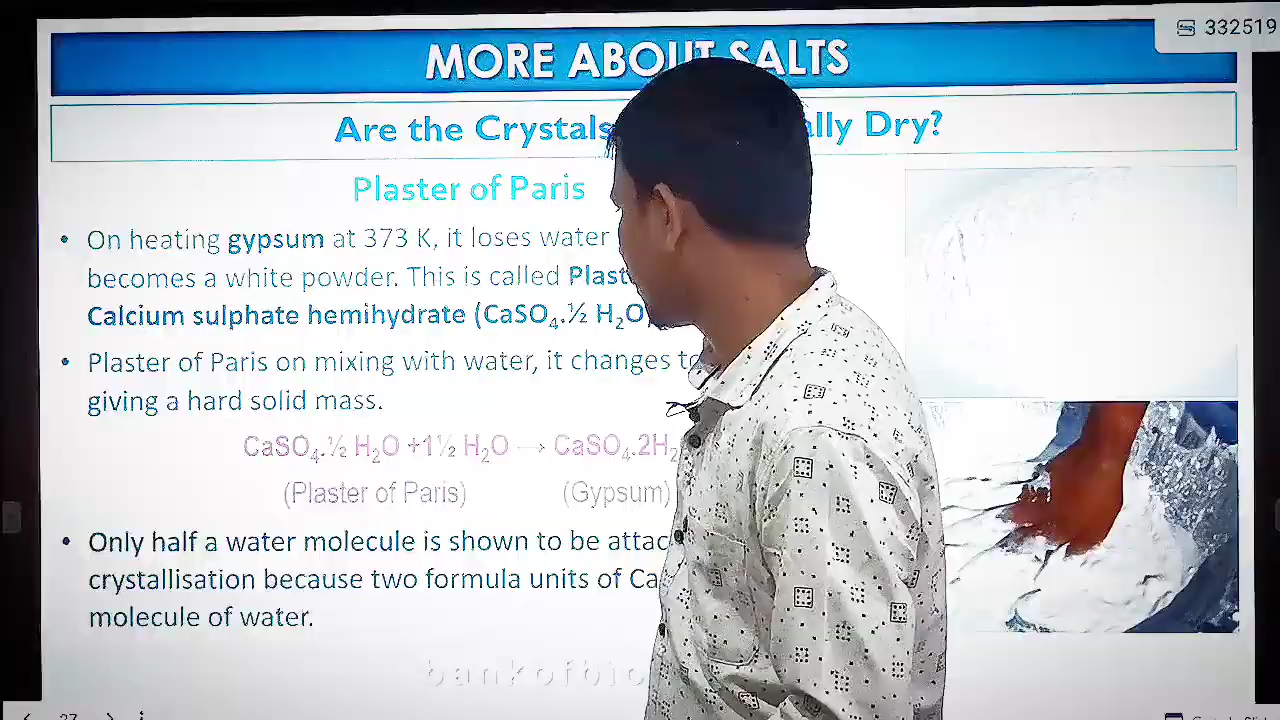 332519
MORE ABOUT SALTS
Are the Crystals ally Dry?
Plaster of Paris
• On heating gypsum at 373 K, it loses water
becomes a white powder. This is called Plast
Calcium sulphate hemihydrate (CaSO₄.½ H₂O)
• Plaster of Paris on mixing with water, it changes to
giving a hard solid mass.
CaSO₄.½ H₂O +1½ H₂O → CaSO₄.2H₂
(Plaster of Paris) (Gypsum)
• Only half a water molecule is shown to be attac
crystallisation because two formula units of Ca
molecule of water.
bankofbio